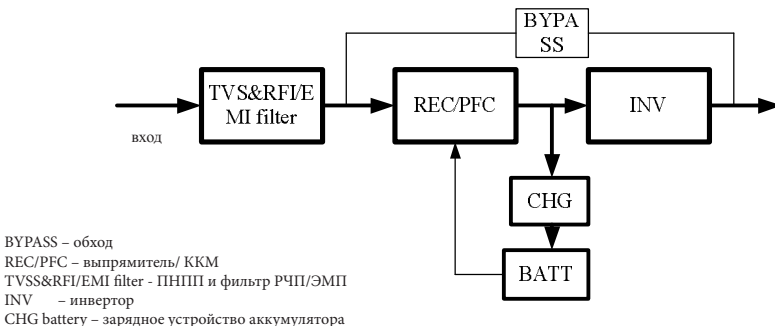 BYPA
SS
TVS&RFI/E
MI filter
REC/PFC
INV
вход
CHG
BATT
BYPASS – обход
REC/PFC – выпрямитель/ ККМ
TVSS&RFI/EMI filter - ПНПП и фильтр РЧП/ЭМП
INV – инвертор
CHG battery – зарядное устройство аккумулятора